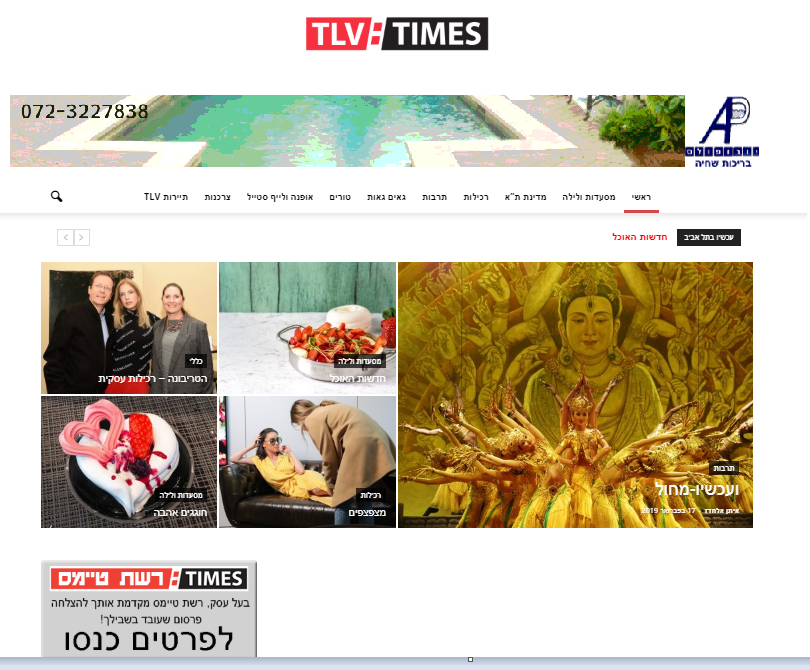 TLV:TIMES
072-3227838
בריכות שחיה
ראשי
מסעדות ולילה
מדינת ת"א
רכילות
תרבות
גאים גאות
טורים
אופנה ולייף סטייל
צרכנות
תיירות TLV
עכשיו בתל אביב
חדשות האוכל
תרבות
ועכשיו-מחול
17 בפברואר 2019
מסעדות ולילה
חדשות האוכל
כללי
הטריבונה – רכילות עסקית
רכילות
מצפצפים
מסעדות ולילה
חוגגים אהבה
רשת טיימס:TIMES
בעל עסק, רשת טיימס מקדמת אותך להצלחה
פרסום שעובד בשבילך!
לפרטים כנסו